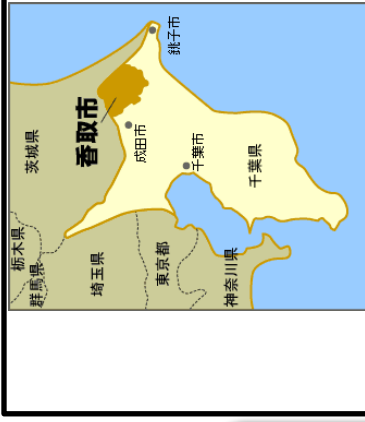 茨城県
栃木県
群馬県
埼玉県
東京都
神奈川県
香取市
成田市
銚子市
千葉市
千葉県